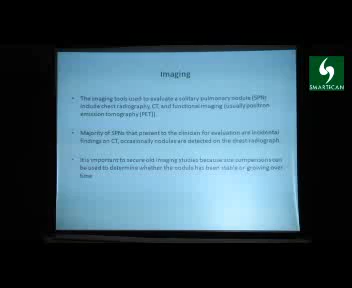 Imaging
SMARTICAN
• The imaging tools used to evaluate a solitary pulmonary nodule (SPN)
include chest radiography, CT, and functional imaging (usually positron
emission tomography (PET)).
• Majority of SPNs that present to the clinician for evaluation are incidental
findings on CT, occasionally nodules are detected on the chest radiograph.
• It is important to secure old imaging studies because size comparisons can
be used to determine whether the nodule has been stable or growing over
time